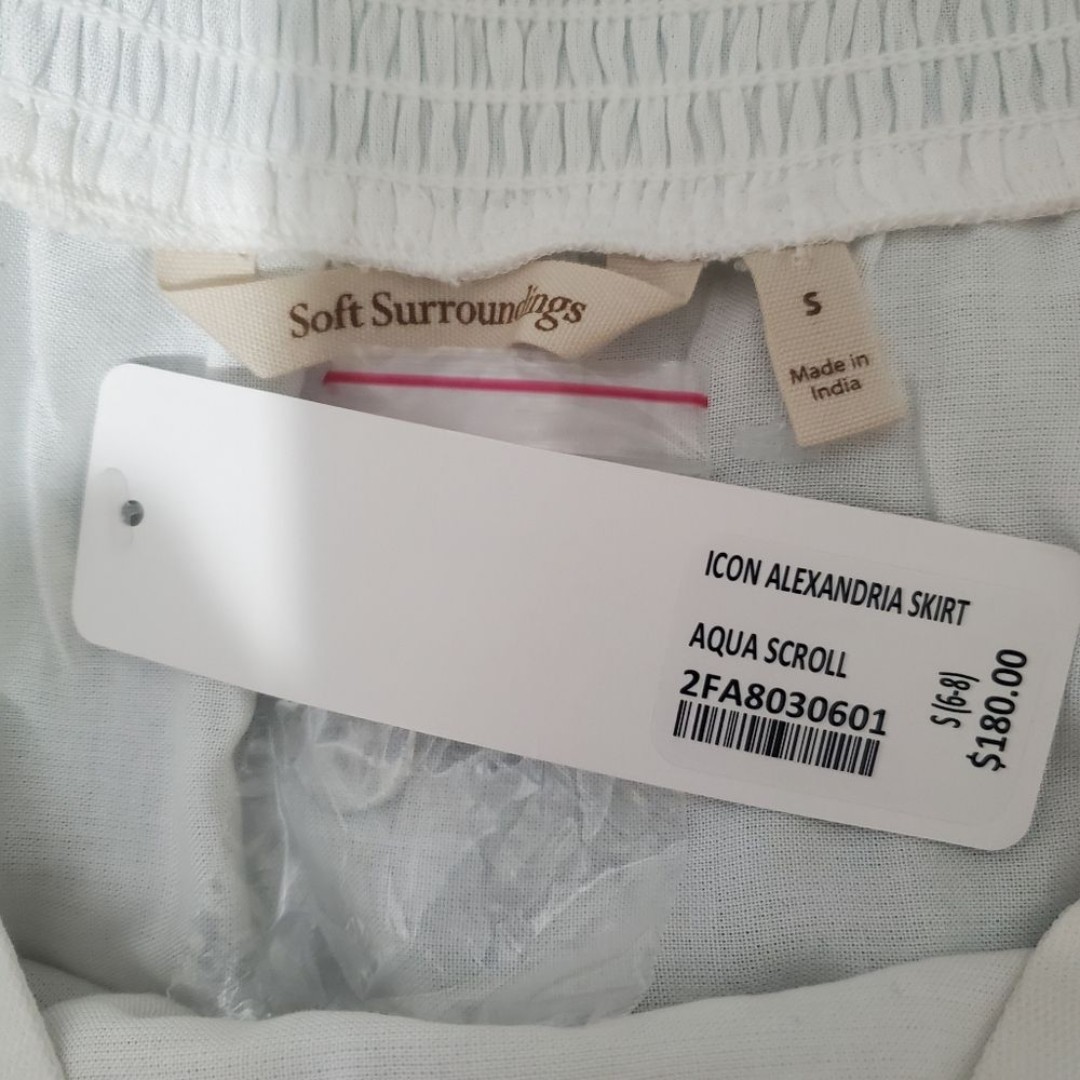 Soft Surroundings
S
Made in
India
ICON ALEXANDRIA SKIRT
AQUA SCROLL
2FA8030601
S (6-8)
$180.00